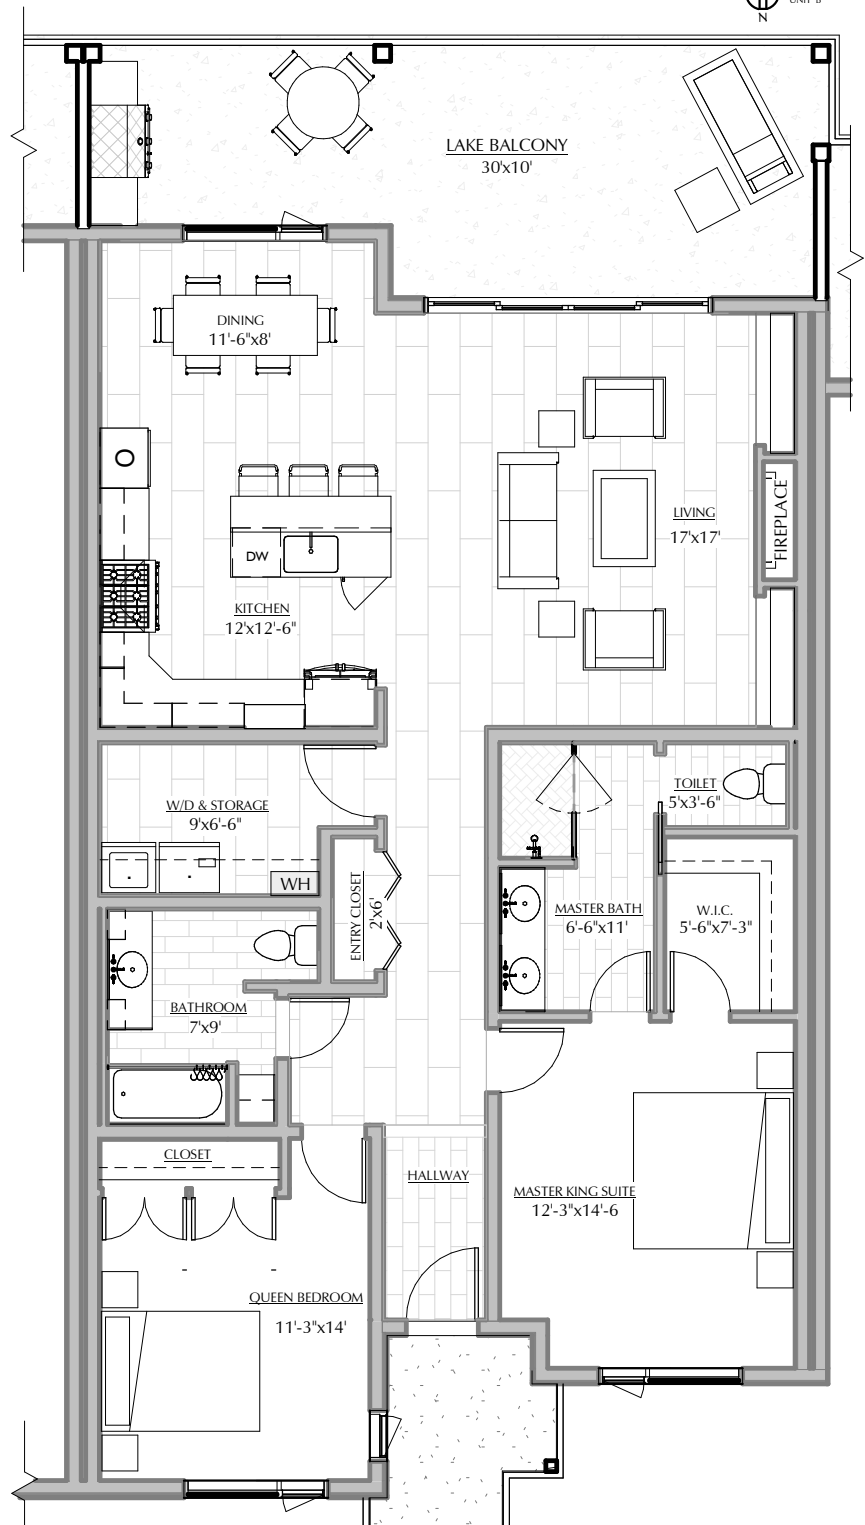 UNIT B
N
LAKE BALCONY
30'x10'
DINING
11'-6"x8'
O
LIVING
17'x17'
FIREPLACE
DW
KITCHEN
12'x12'-6"
W/D & STORAGE
9'x6'-6"
WH
ENTRY CLOSET
2'x6'
TOILET
5'x3'-6"
MASTER BATH
6'-6"x11'
W.I.C.
5'-6"x7'-3"
BATHROOM
7'x9'
CLOSET
HALLWAY
MASTER KING SUITE
12'-3"x14'-6
QUEEN BEDROOM
11'-3"x14'